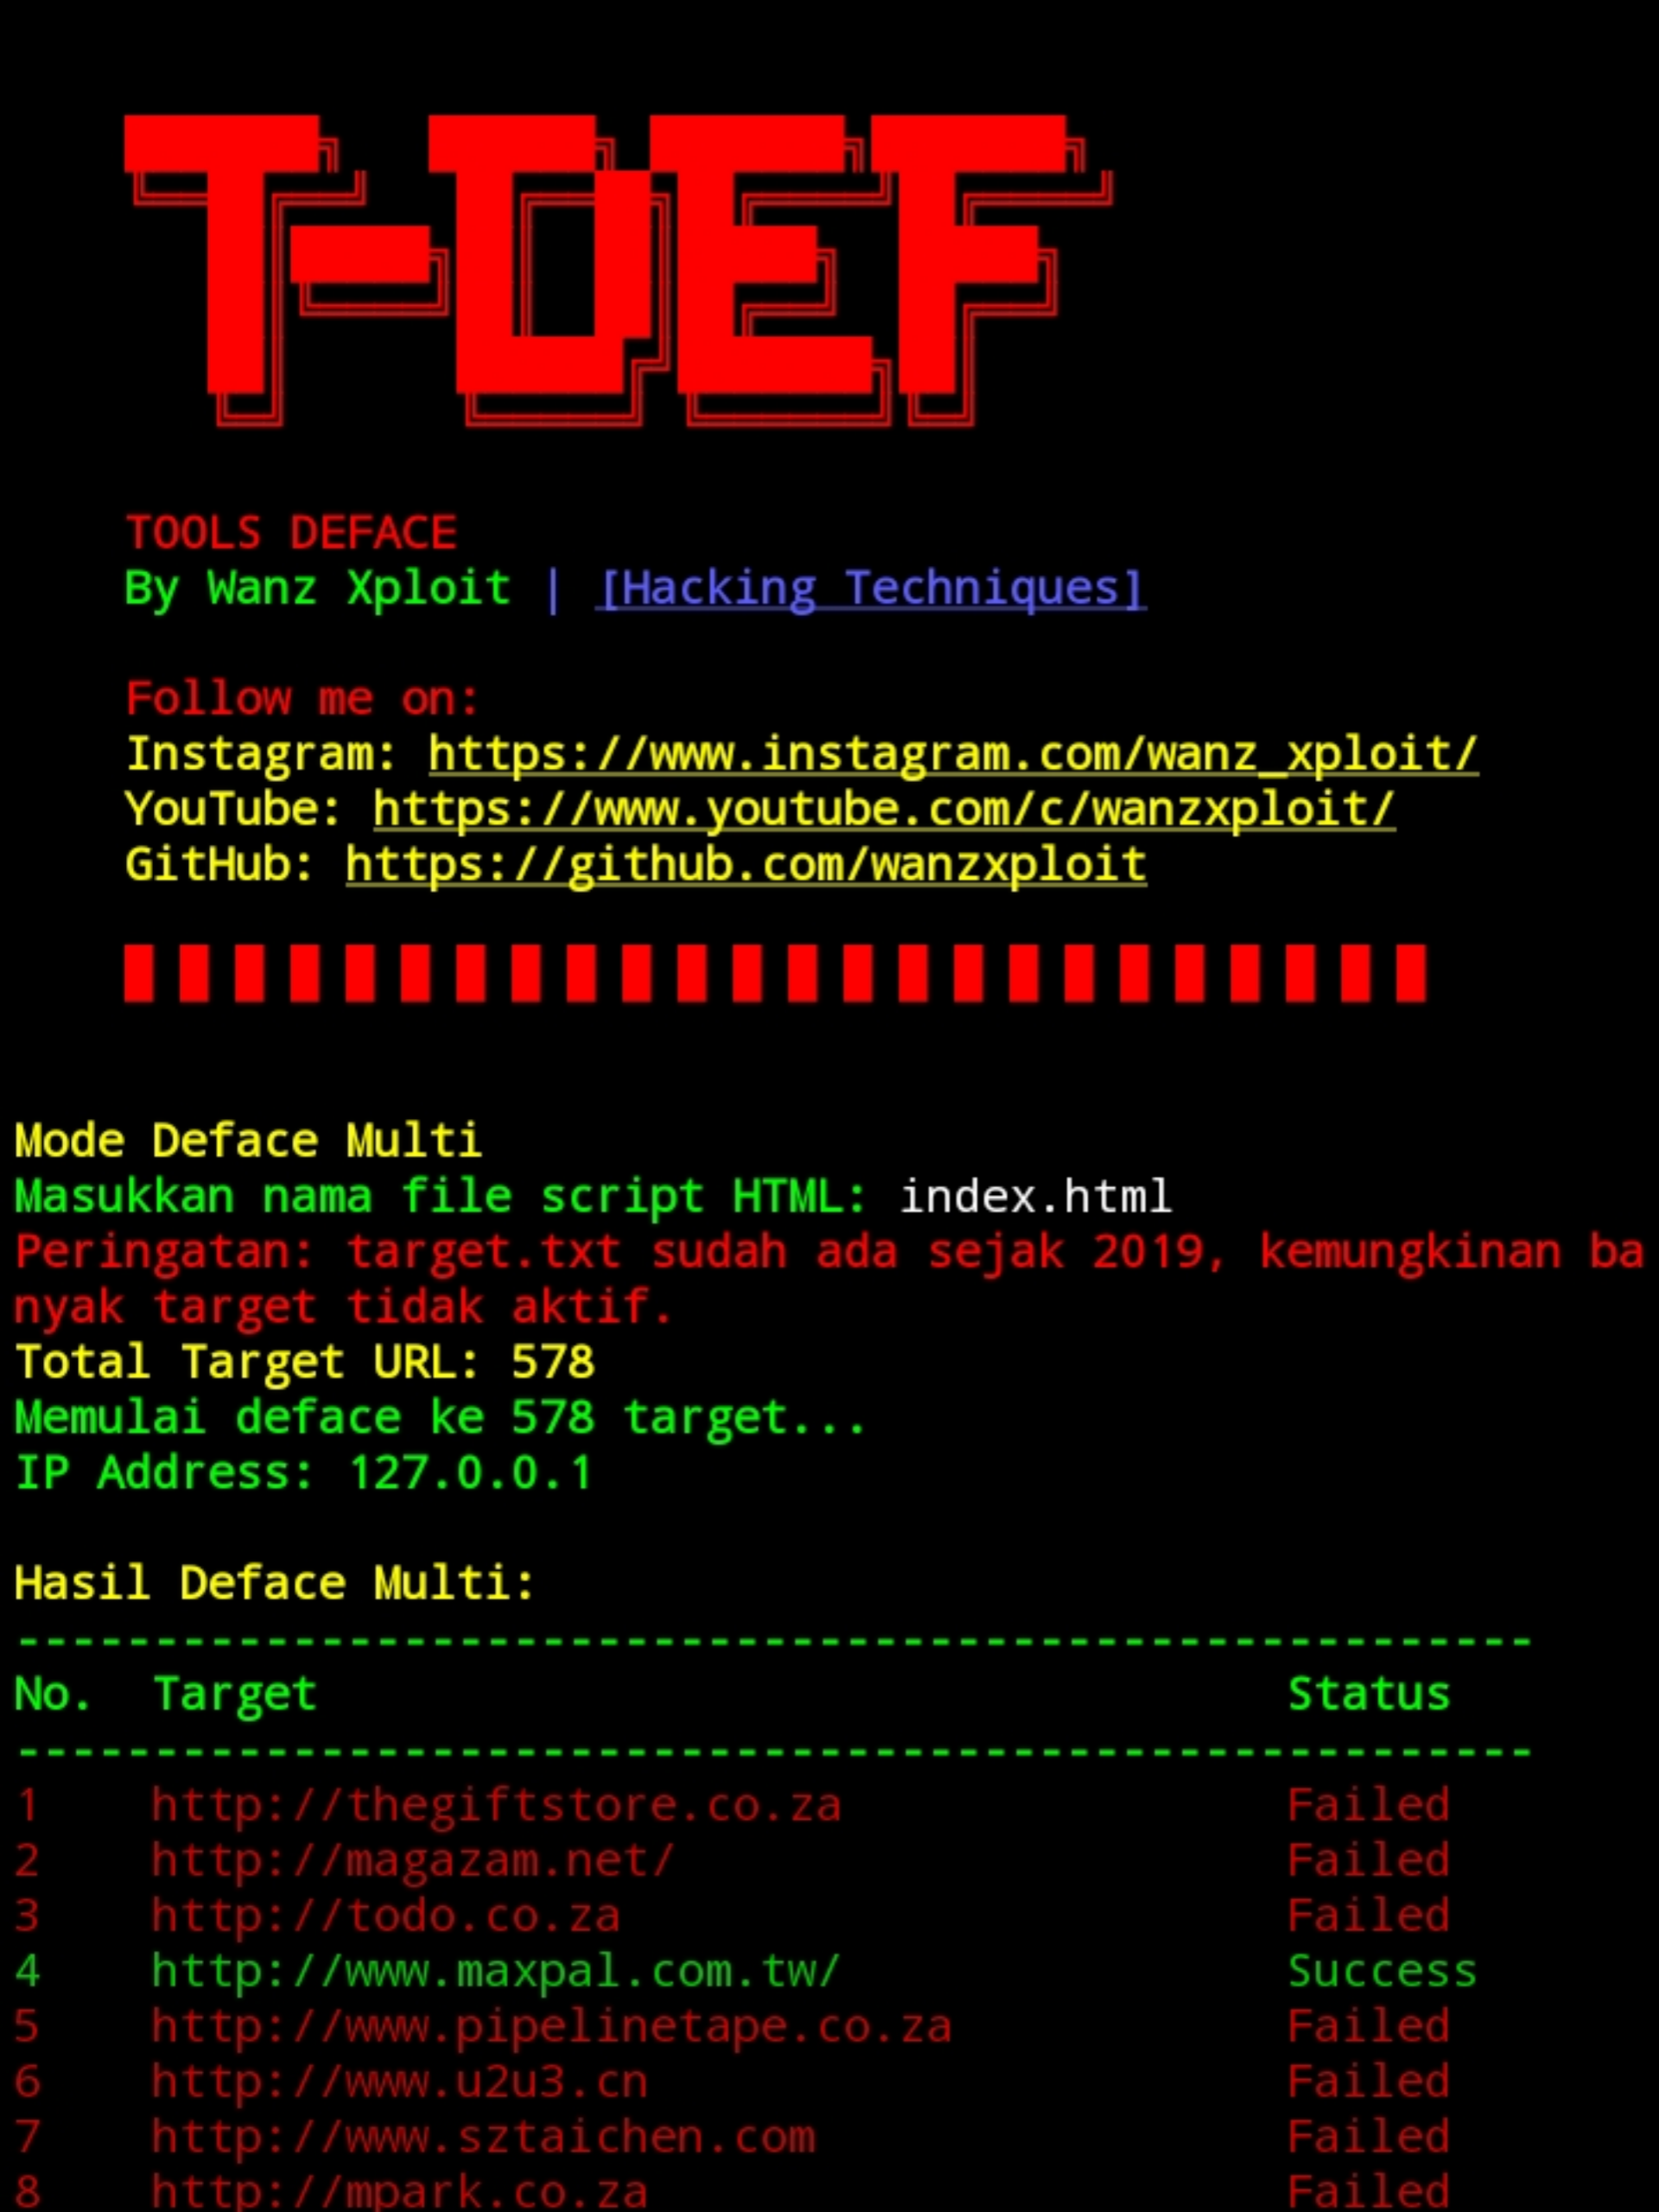 T-DEF
TOOLS DEFACE
By Wanz Xploit | [Hacking Techniques]
Follow me on:
Instagram: https://www.instagram.com/wanz_xploit/
YouTube: https://www.youtube.com/c/wanzxploit/
GitHub: https://github.com/wanzxploit
Mode Deface Multi
Masukkan nama file script HTML: index.html
Peringatan: target.txt sudah ada sejak 2019, kemungkinan ba
nyak target tidak aktif.
Total Target URL: 578
Memulai deface ke 578 target...
IP Address: 127.0.0.1
Hasil Deface Multi:
-------------------------------------------------------
No. Target Status
-------------------------------------------------------
1 http://thegiftstore.co.za Failed
2 http://magazam.net/ Failed
3 http://todo.co.za Failed
4 http://www.maxpal.com.tw/ Success
5 http://www.pipelinetape.co.za Failed
6 http://www.u2u3.cn Failed
7 http://www.sztaichen.com Failed
8 http://mpark.co.za Failed